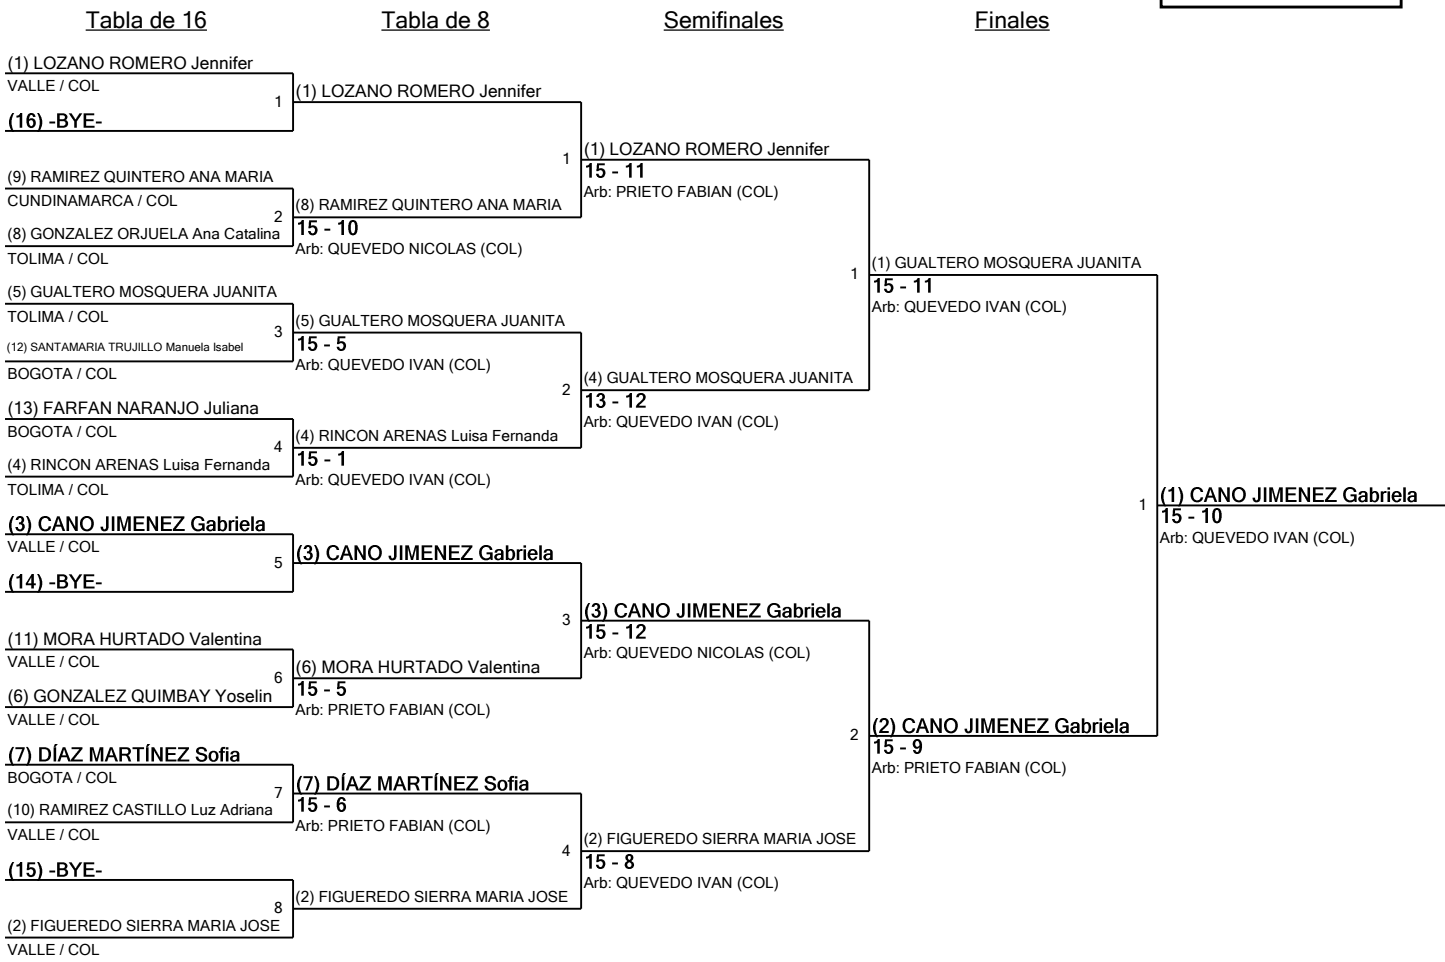 Tabla de 16
Tabla de 8
Semifinales
Finales
(1) LOZANO ROMERO Jennifer
VALLE / COL
1
(16) -BYE-
(9) RAMIREZ QUINTERO ANA MARIA
CUNDINAMARCA / COL
2
(8) GONZALEZ ORJUELA Ana Catalina
TOLIMA / COL
(5) GUALTERO MOSQUERA JUANITA
TOLIMA / COL
3
(12) SANTAMARIA TRUJILLO Manuela Isabel
BOGOTA / COL
(13) FARFAN NARANJO Juliana
BOGOTA / COL
4
(4) RINCON ARENAS Luisa Fernanda
TOLIMA / COL
(3) CANO JIMENEZ Gabriela
VALLE / COL
5
(14) -BYE-
(11) MORA HURTADO Valentina
VALLE / COL
6
(6) GONZALEZ QUIMBAY Yoselin
VALLE / COL
(7) DÍAZ MARTÍNEZ Sofia
BOGOTA / COL
7
(10) RAMIREZ CASTILLO Luz Adriana
VALLE / COL
(15) -BYE-
8
(2) FIGUEREDO SIERRA MARIA JOSE
VALLE / COL
(1) LOZANO ROMERO Jennifer
1
(8) RAMIREZ QUINTERO ANA MARIA
15 - 10
Arb: QUEVEDO NICOLAS (COL)
(5) GUALTERO MOSQUERA JUANITA
15 - 5
Arb: QUEVEDO IVAN (COL)
2
(4) RINCON ARENAS Luisa Fernanda
15 - 1
Arb: QUEVEDO IVAN (COL)
(3) CANO JIMENEZ Gabriela
3
(6) MORA HURTADO Valentina
15 - 5
Arb: PRIETO FABIAN (COL)
(7) DÍAZ MARTÍNEZ Sofia
15 - 6
Arb: PRIETO FABIAN (COL)
4
(2) FIGUEREDO SIERRA MARIA JOSE
(1) LOZANO ROMERO Jennifer
15 - 11
Arb: PRIETO FABIAN (COL)
1
(4) GUALTERO MOSQUERA JUANITA
13 - 12
Arb: QUEVEDO IVAN (COL)
(3) CANO JIMENEZ Gabriela
15 - 12
Arb: QUEVEDO NICOLAS (COL)
2
(2) FIGUEREDO SIERRA MARIA JOSE
15 - 8
Arb: QUEVEDO IVAN (COL)
(1) GUALTERO MOSQUERA JUANITA
15 - 11
Arb: QUEVEDO IVAN (COL)
1
(2) CANO JIMENEZ Gabriela
15 - 9
Arb: PRIETO FABIAN (COL)
(1) CANO JIMENEZ Gabriela
15 - 10
Arb: QUEVEDO IVAN (COL)